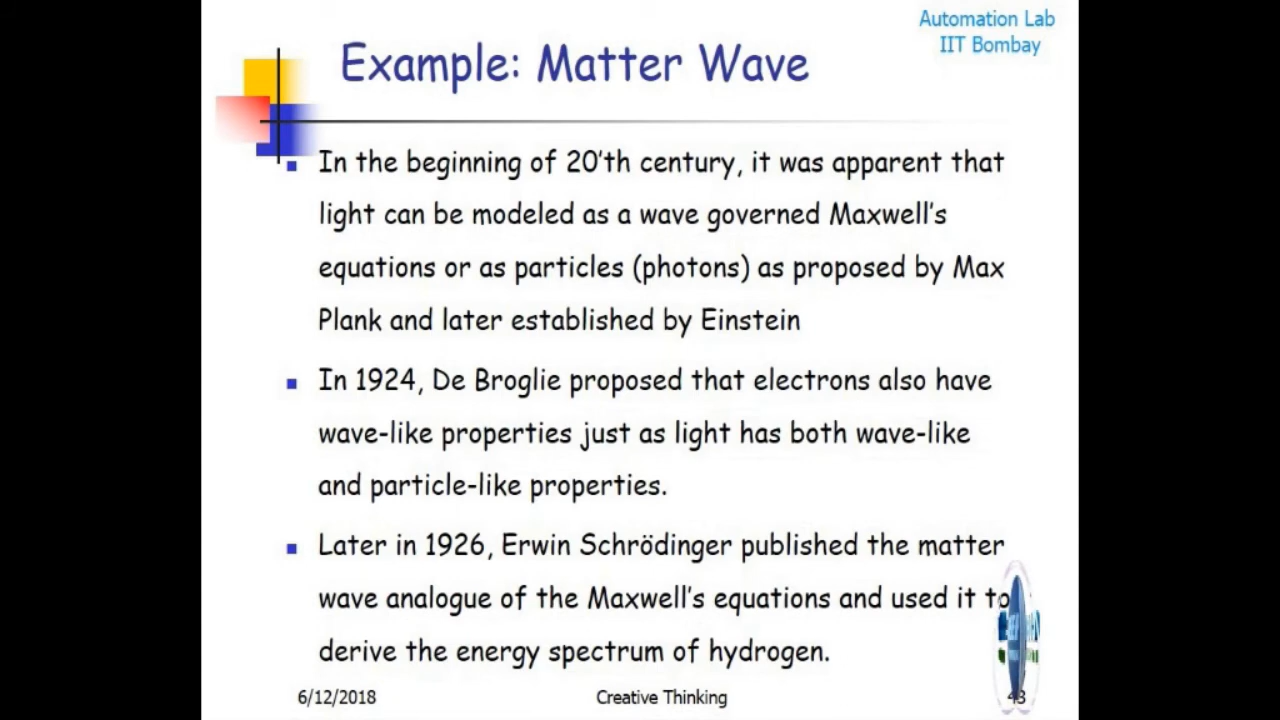 Automation Lab
IIT Bombay
Example: Matter Wave
In the beginning of 20'th century, it was apparent that
light can be modeled as a wave governed Maxwell's
equations or as particles (photons) as proposed by Max
Plank and later established by Einstein
In 1924, De Broglie proposed that electrons also have
wave-like properties just as light has both wave-like
and particle-like properties.
Later in 1926, Erwin Schrödinger published the matter
wave analogue of the Maxwell's equations and used it to
derive the energy spectrum of hydrogen.
6/12/2018
Creative Thinking
43